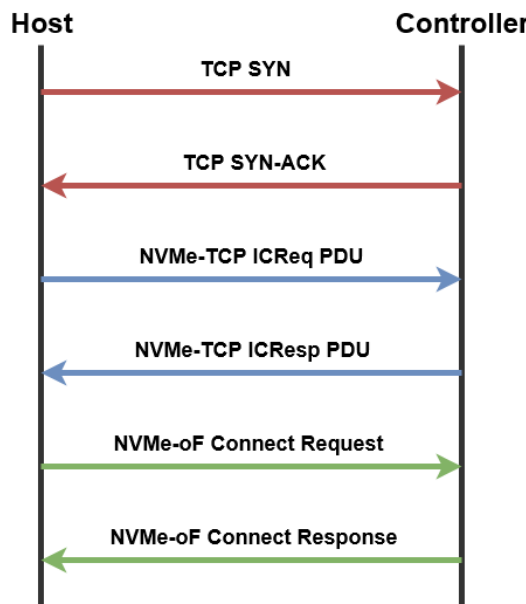 Host
Controller
TCP SYN
TCP SYN-ACK
NVMe-TCP ICReq PDU
NVMe-TCP ICResp PDU
NVMe-oF Connect Request
NVMe-oF Connect Response